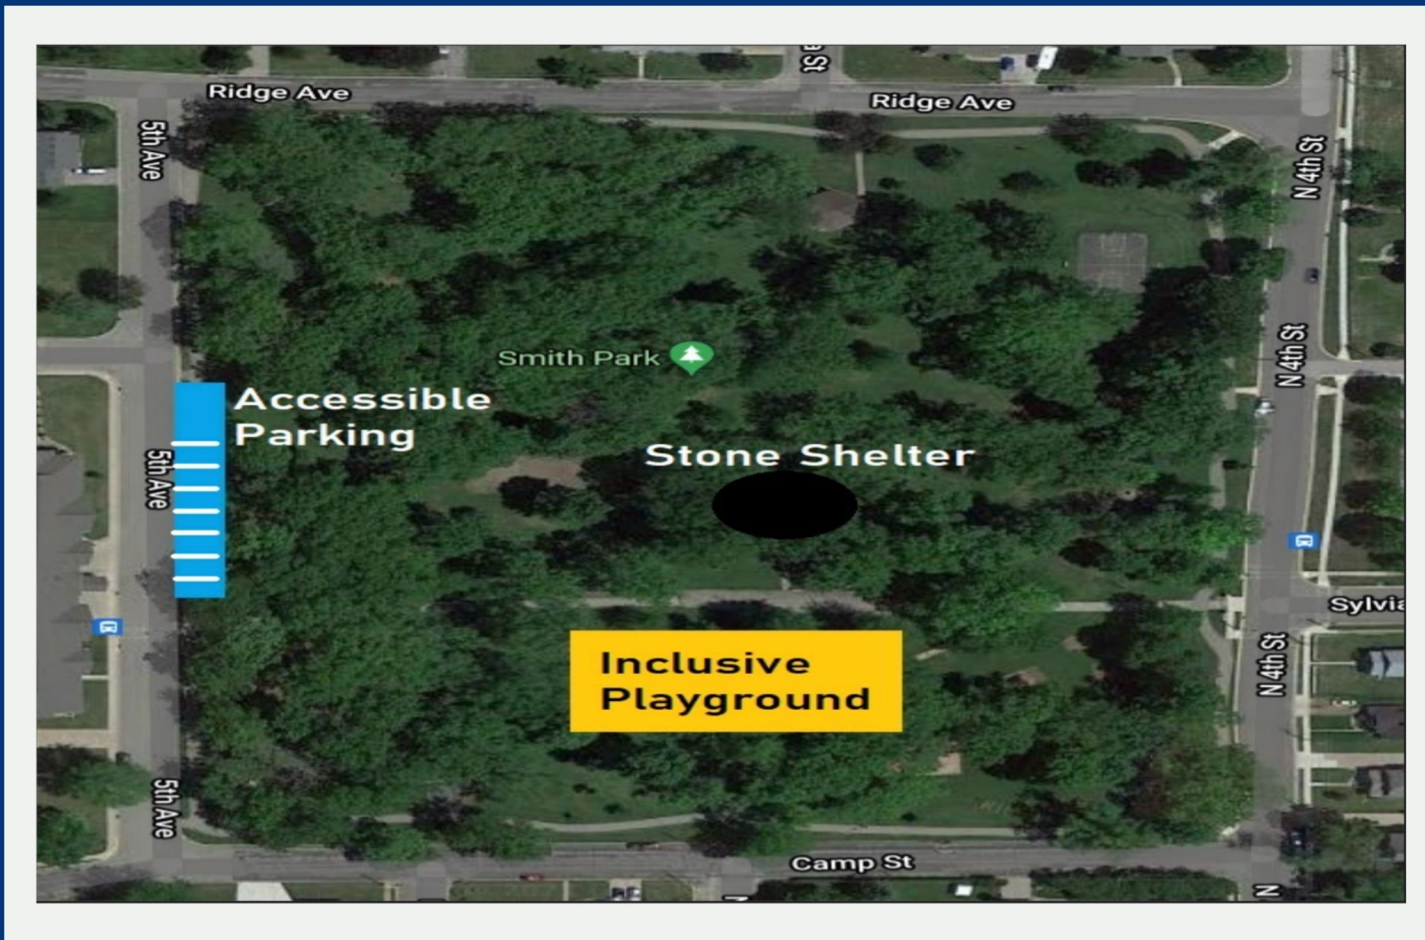 Ridge Ave
Ridge Ave
5th Ave
N 4th St
Smith Park
N 4th St
Accessible
Parking
Stone Shelter
5th Ave
Sylvia
Inclusive
Playground
N 4th St
5th Ave
Camp St
N